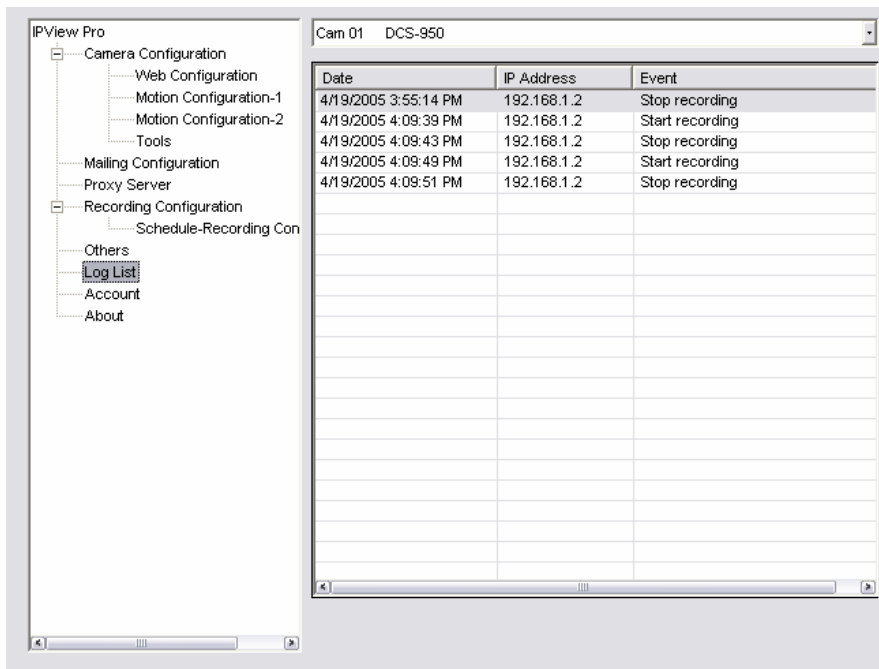 IPView Pro
Camera Configuration
Web Configuration
Motion Configuration-1
Motion Configuration-2
Tools
Mailing Configuration
Proxy Server
Recording Configuration
Schedule-Recording Con
Others
Log List
Account
About
Cam 01 DCS-950
Date IP Address Event
4/19/2005 3:55:14 PM 192.168.1.2 Stop recording
4/19/2005 4:09:39 PM 192.168.1.2 Start recording
4/19/2005 4:09:43 PM 192.168.1.2 Stop recording
4/19/2005 4:09:49 PM 192.168.1.2 Start recording
4/19/2005 4:09:51 PM 192.168.1.2 Stop recording